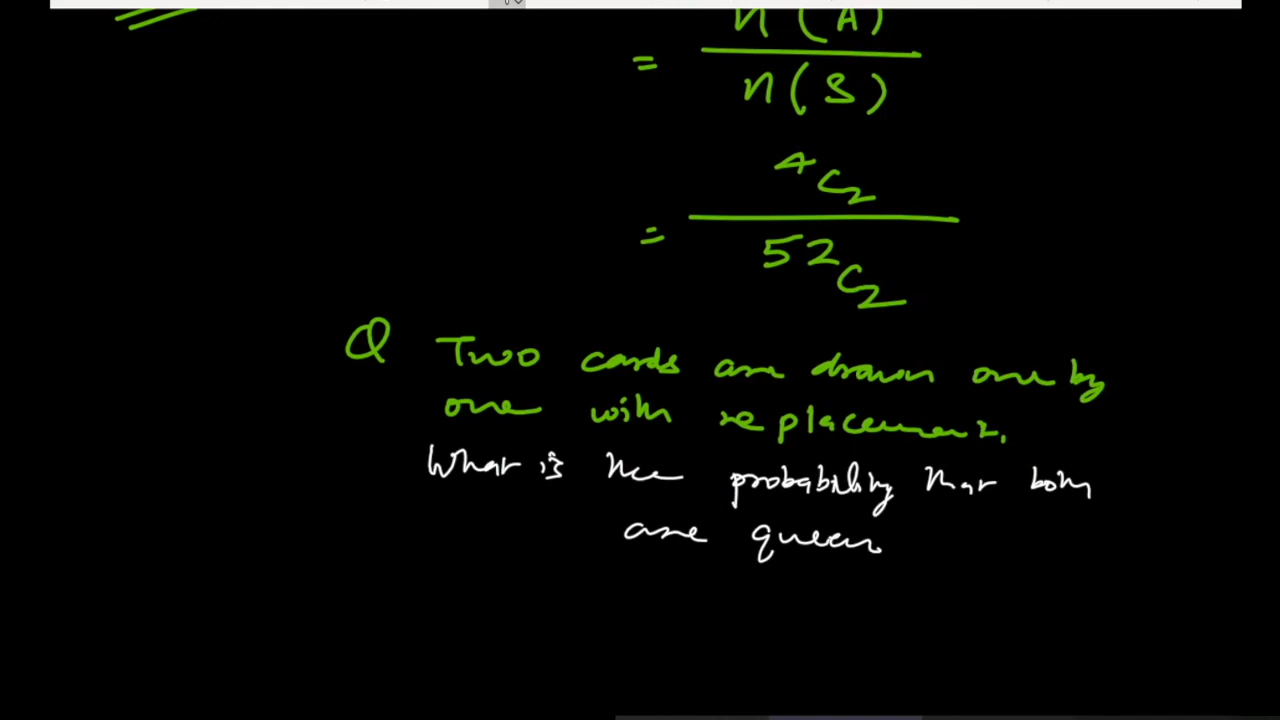 n(A)
=
n(S)
4C2
=
52C2
Q Two cards are drawn one by
one with replacement.
What is the probability that both
are queen